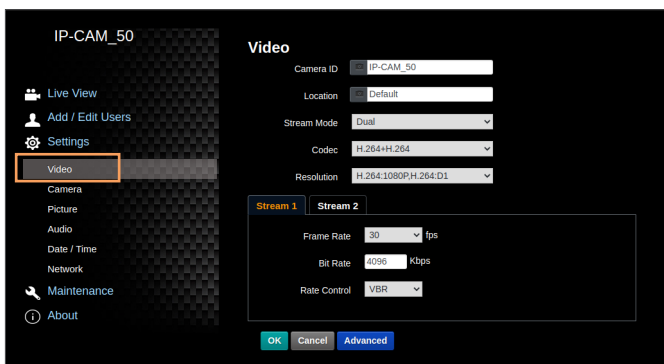 IP-CAM_50
Live View
Add / Edit Users
Settings
Video
Camera
Picture
Audio
Date / Time
Network
Maintenance
About
Video
Camera ID IP-CAM_50
Location Default
Stream Mode Dual
Codec H.264+H.264
Resolution H.264:1080P,H.264:D1
Stream 1 Stream 2
Frame Rate 30 fps
Bit Rate 4096 Kbps
Rate Control VBR
OK Cancel Advanced